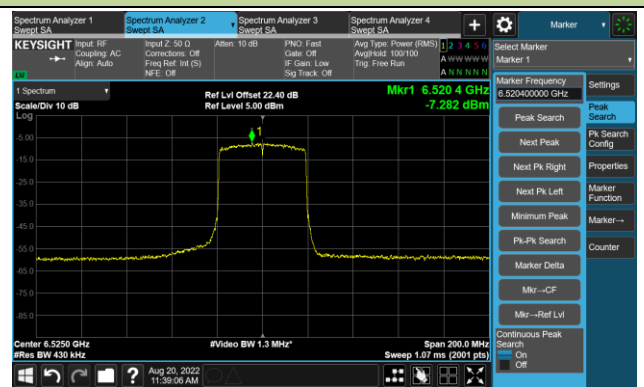 Spectrum Analyzer 1
Swept SA
Spectrum Analyzer 2
Swept SA
Spectrum Analyzer 3
Swept SA
Spectrum Analyzer 4
Swept SA
Marker
KEYSIGHT
Input: RF
Coupling: AC
Align: Auto
Input Z: 50 Ω
Corrections: Off
Freq Ref: Int (S)
NFE: Off
Atten: 10 dB
PNO: Fast
Gate: Off
IF Gain: Low
Sig Track: Off
Avg Type: Power (RMS)
Avg|Hold: 100/100
Trig: Free Run
1 2 3 4 5 6
A W W W W W
A N N N N N
LW
Select Marker
Marker 1
1 Spectrum
Scale/Div 10 dB
Log
Ref Lvl Offset 22.40 dB
Ref Level 5.00 dBm
Mkr1 6.520 4 GHz
-7.282 dBm
1
-5.00
-15.0
-25.0
-35.0
-45.0
-55.0
-65.0
-75.0
-85.0
Center 6.5250 GHz
#Res BW 430 kHz
#Video BW 1.3 MHz*
Span 200.0 MHz
Sweep 1.07 ms (2001 pts)
Marker Frequency
6.520400000 GHz
Peak Search
Next Peak
Next Pk Right
Next Pk Left
Minimum Peak
Pk-Pk Search
Marker Delta
Mkr→CF
Mkr→Ref Lvl
Continuous Peak
Search
On
Off
Settings
Peak
Search
Pk Search
Config
Properties
Marker
Function
Marker→
Counter
?
Aug 20, 2022
11:39:06 AM